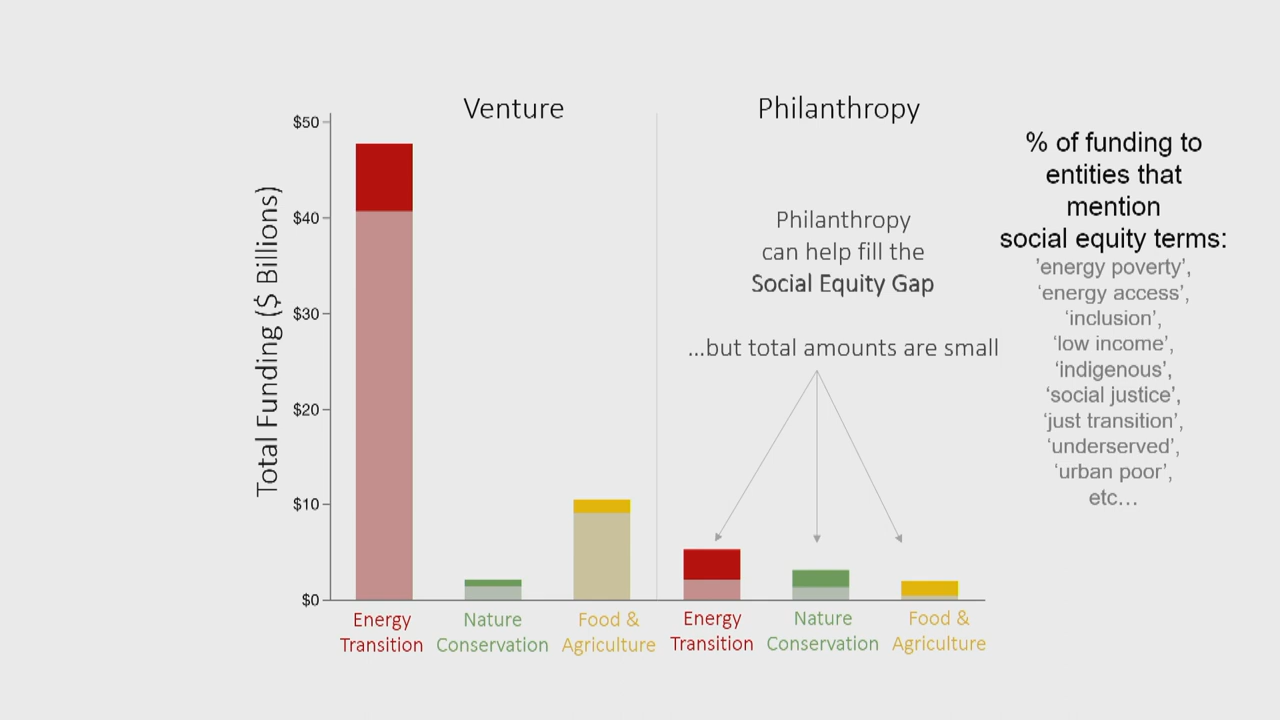 Venture
Philanthropy
$50
$40
$30
$20
$10
$0
Total Funding ($ Billions)
Philanthropy
can help fill the
Social Equity Gap
...but total amounts are small
Energy
Transition
Nature
Conservation
Food &
Agriculture
Energy
Transition
Nature
Conservation
Food &
Agriculture
% of funding to
entities that
mention
social equity terms:
'energy poverty',
'energy access',
'inclusion',
'low income',
'indigenous',
'social justice',
'just transition',
'underserved',
'urban poor',
etc...